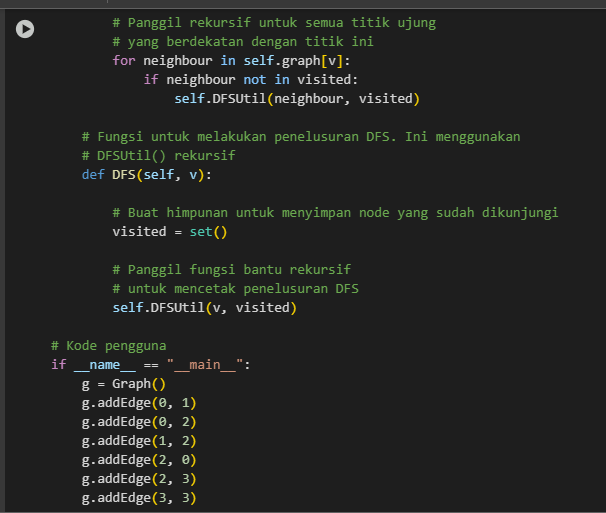 # Panggil rekursif untuk semua titik ujung
# yang berdekatan dengan titik ini
for neighbour in self.graph[v]:
if neighbour not in visited:
self.DFSUtil(neighbour, visited)
# Fungsi untuk melakukan penelusuran DFS. Ini menggunakan
# DFSUtil() rekursif
def DFS(self, v):
# Buat himpunan untuk menyimpan node yang sudah dikunjungi
visited = set()
# Panggil fungsi bantu rekursif
# untuk mencetak penelusuran DFS
self.DFSUtil(v, visited)
# Kode pengguna
if __name__ == "__main__":
g = Graph()
g.addEdge(0, 1)
g.addEdge(0, 2)
g.addEdge(1, 2)
g.addEdge(2, 0)
g.addEdge(2, 3)
g.addEdge(3, 3)